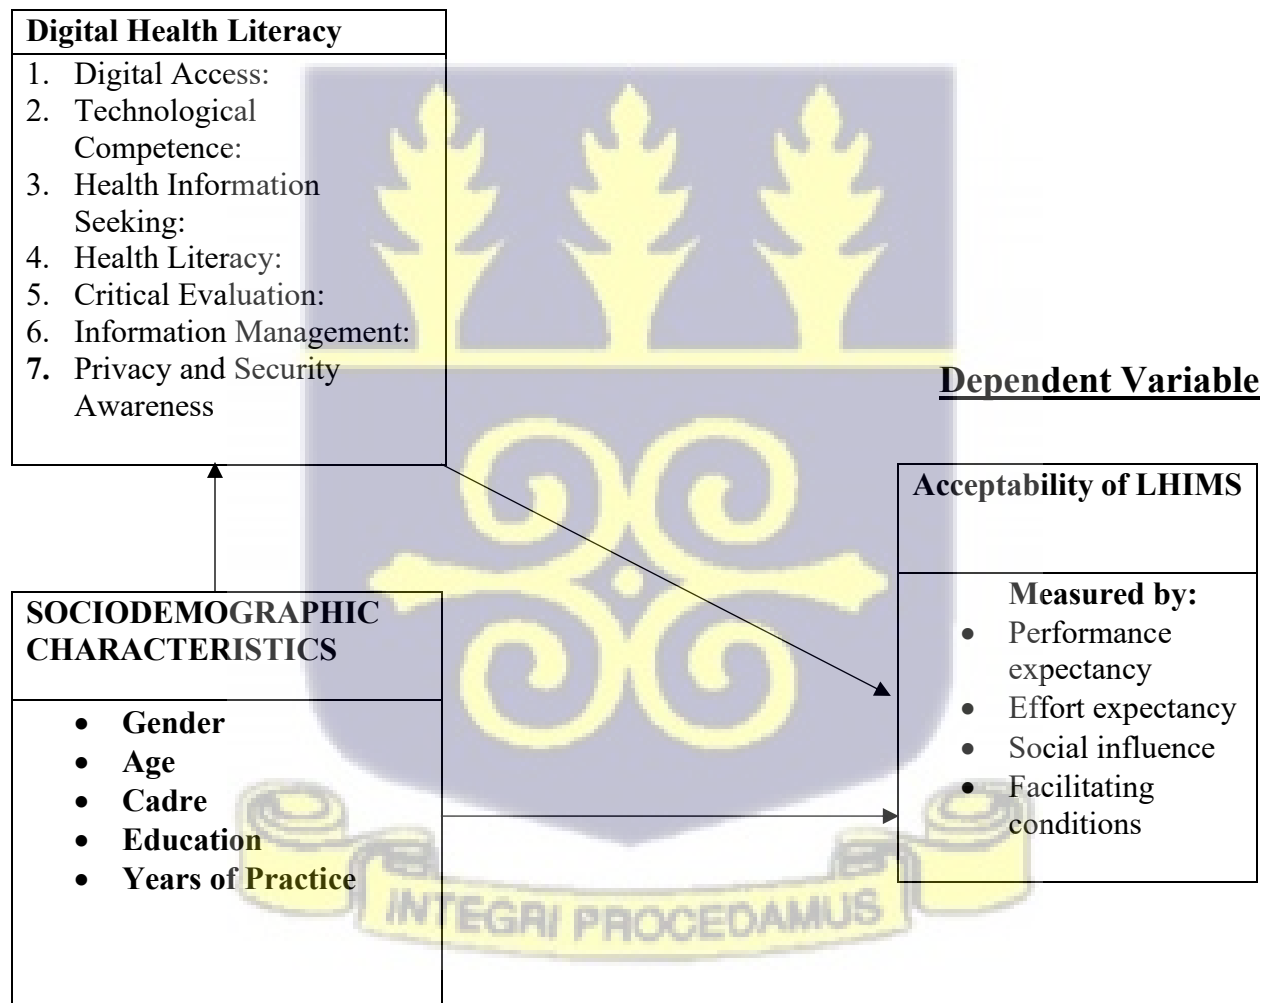 Digital Health Literacy
1. Digital Access:
2. Technological
Competence:
3. Health Information
Seeking:
4. Health Literacy:
5. Critical Evaluation:
6. Information Management:
7. Privacy and Security
Awareness
Dependent Variable
Acceptability of LHIMS
Measured by:
• Performance
expectancy
• Effort expectancy
• Social influence
• Facilitating
conditions
SOCIODEMOGRAPHIC
CHARACTERISTICS
• Gender
• Age
• Cadre
• Education
• Years of Practice
INTEGRI PROCEDAMUS